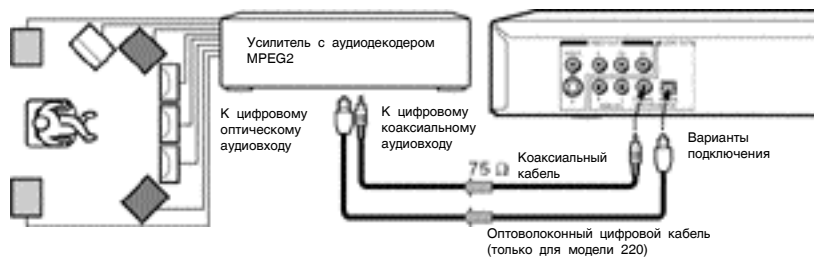 Усилитель с аудиодекодером
MPEG2
К цифровому
оптическому
аудиовходу
К цифровому
коаксиальному
аудиовходу
Варианты
подключения
75 Ω
Коаксиальный
кабель
Оптоволоконный цифровой кабель
(только для модели 220)